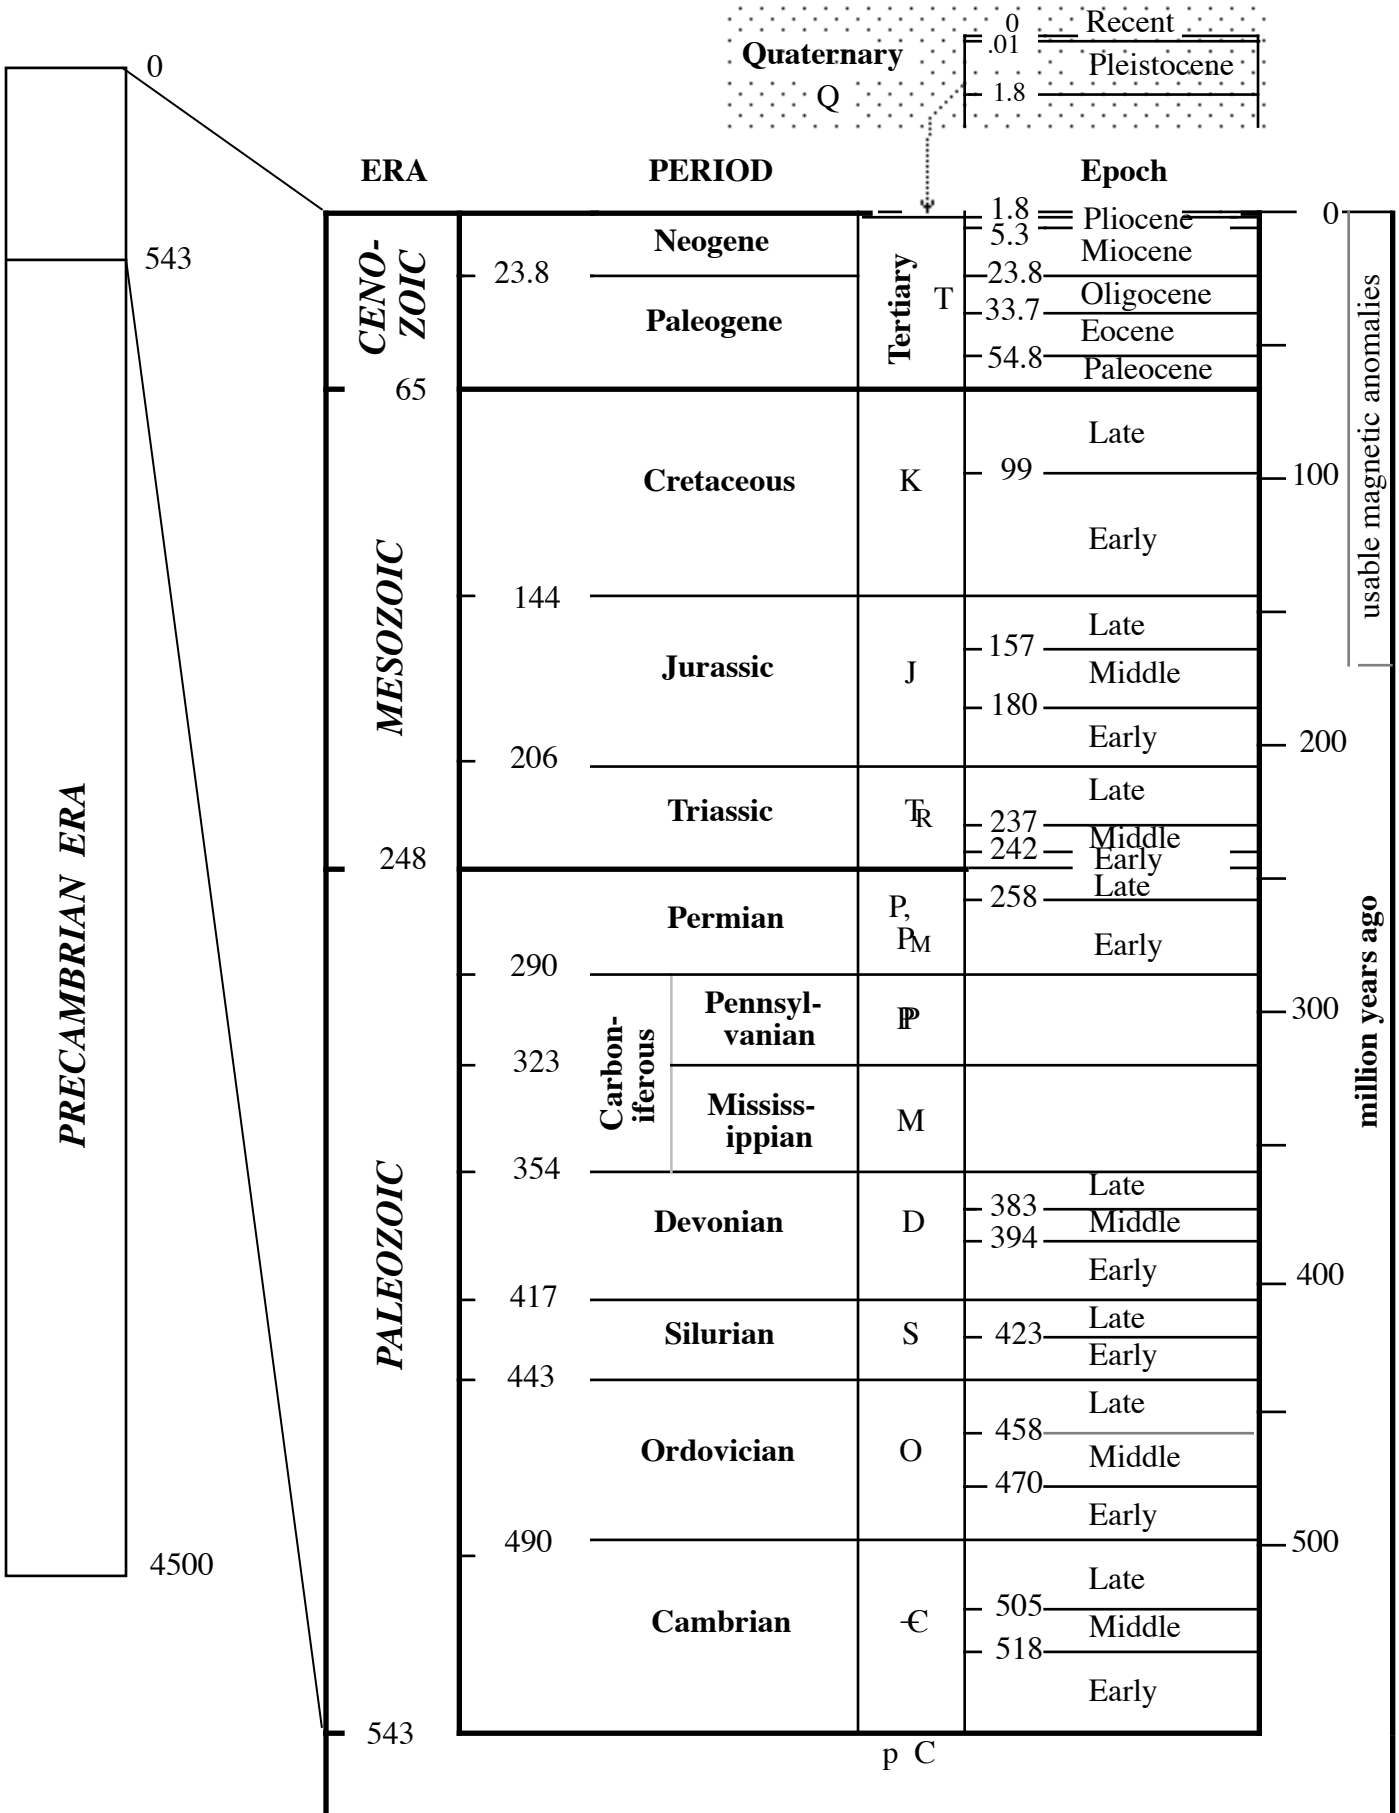 0 Recent
.01
Quaternary Pleistocene
Q 1.8
0
ERA PERIOD Epoch
1.8 Pliocene 0
Neogene 5.3 Miocene
543 23.8 23.8
CENO-
ZOIC
Tertiary T
Oligocene
33.7
Paleogene
Eocene
54.8
Paleocene
65
usable magnetic anomalies
Late
99
100
Cretaceous K
Early
MESOZOIC
144
Late
157
Jurassic J Middle
180
Early
200
206
Late
Triassic TR
237
Middle
242
Early
248
Late
258
Permian P,
PM
Early
290
Pennsyl-
vanian
PP
300
Carbon-
iferous
323
Missis-
ippian
M
354
PRECAMBRIAN ERA
million years ago
PALEOZOIC
Late
383
Devonian D Middle
394
Early
400
417
Late
Silurian S 423
Early
443
Late
458
Ordovician O Middle
470
Early
490
500
4500
Late
505
Cambrian C Middle
518
Early
543
p C